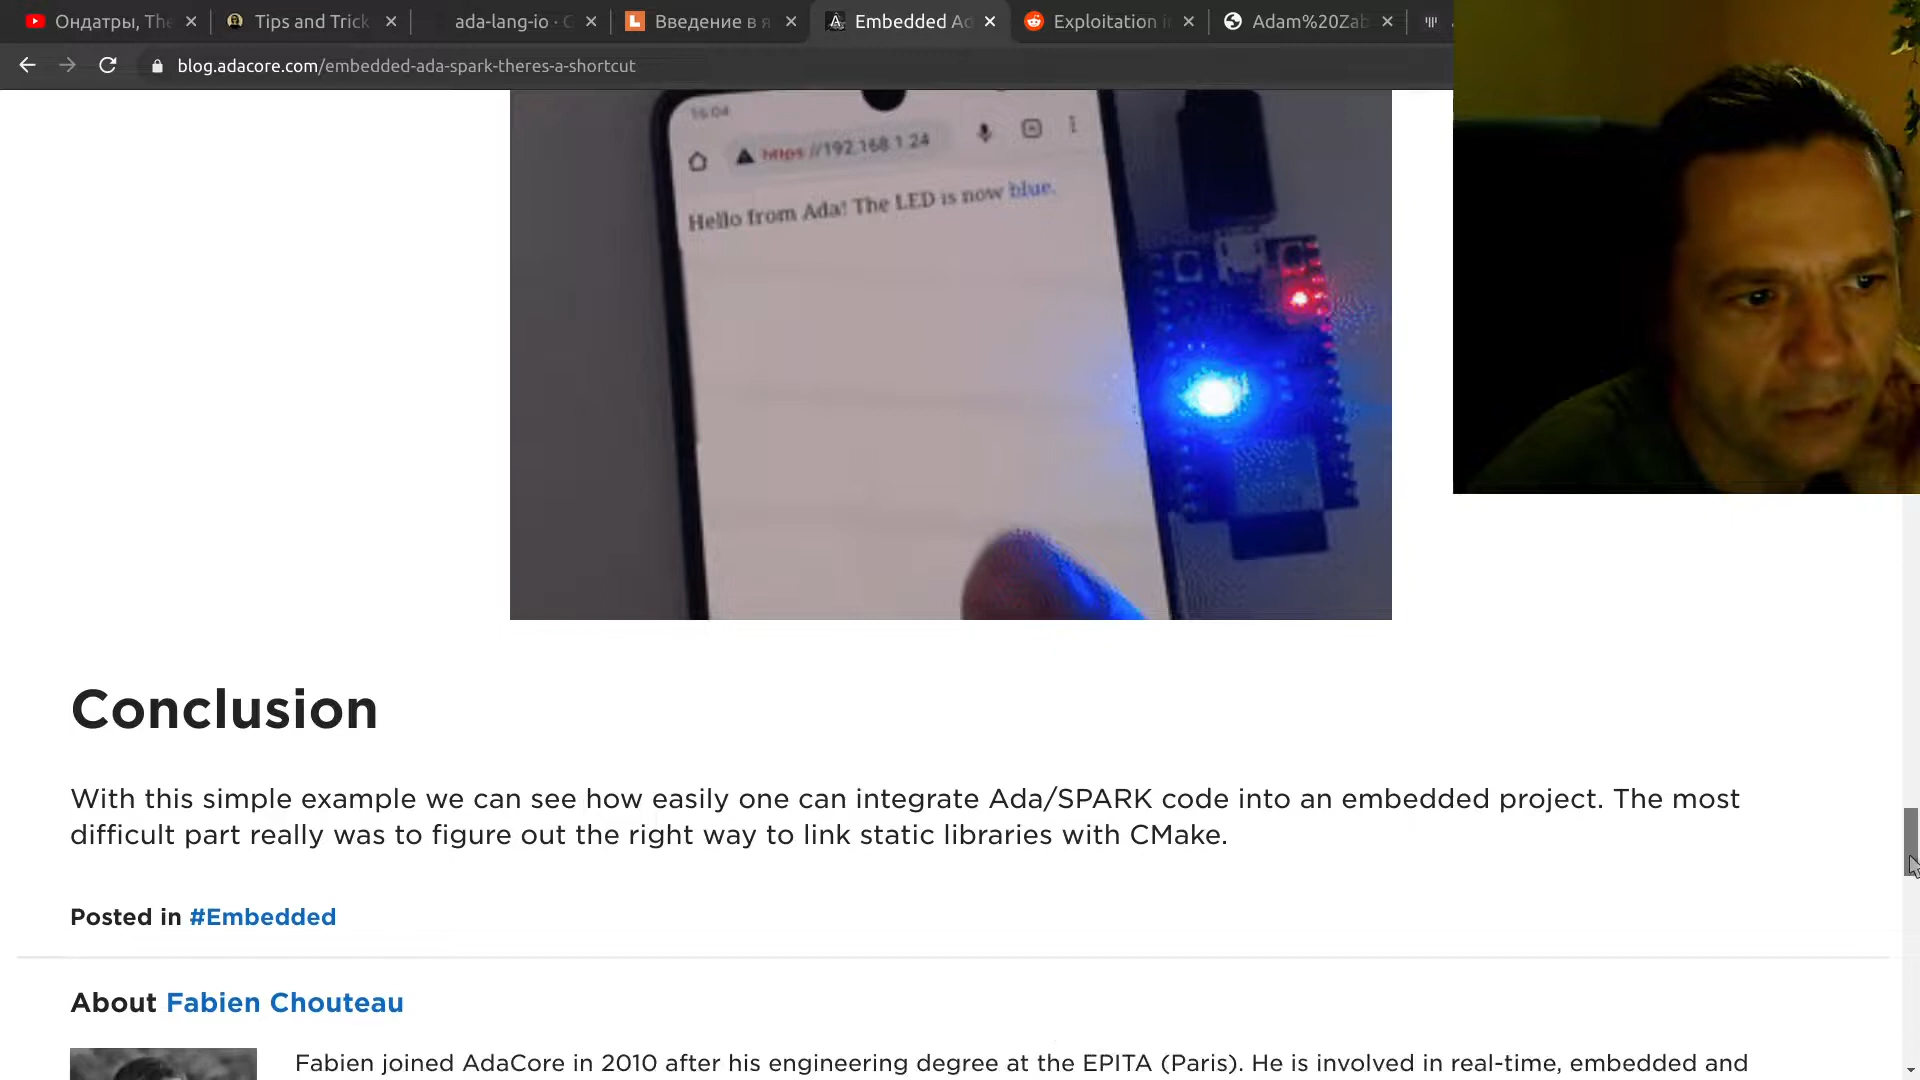 Ондатры, The
Tips and Trick
ada-lang-io · C
Введение в я
Embedded Ad
Exploitation i
Adam%20Zab
blog.adacore.com/embedded-ada-spark-theres-a-shortcut
16:04
https://192.168.1.24
Hello from Ada! The LED is now blue.
Conclusion
With this simple example we can see how easily one can integrate Ada/SPARK code into an embedded project. The most
difficult part really was to figure out the right way to link static libraries with CMake.
Posted in #Embedded
About Fabien Chouteau
Fabien joined AdaCore in 2010 after his engineering degree at the EPITA (Paris). He is involved in real-time, embedded and